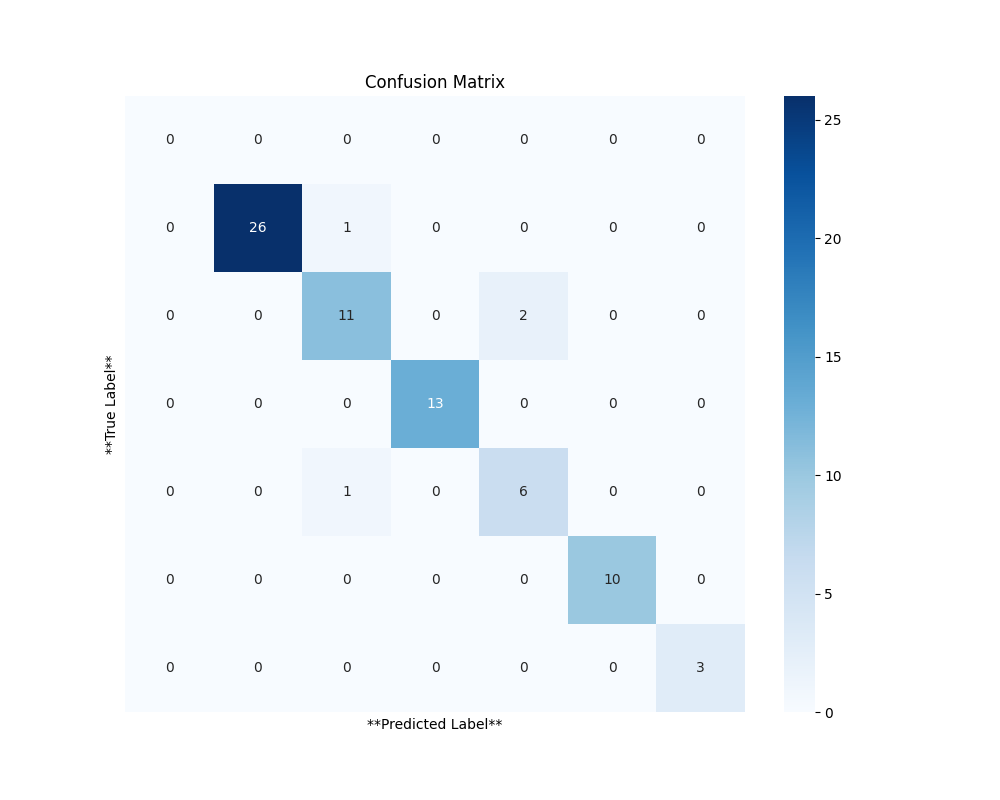 Confusion Matrix
0 0 0 0 0 0 0
0 26 1 0 0 0 0
0 0 11 0 2 0 0
0 0 0 13 0 0 0
0 0 1 0 6 0 0
0 0 0 0 0 10 0
0 0 0 0 0 0 3
**True Label**
**Predicted Label**
25
20
15
10
5
0